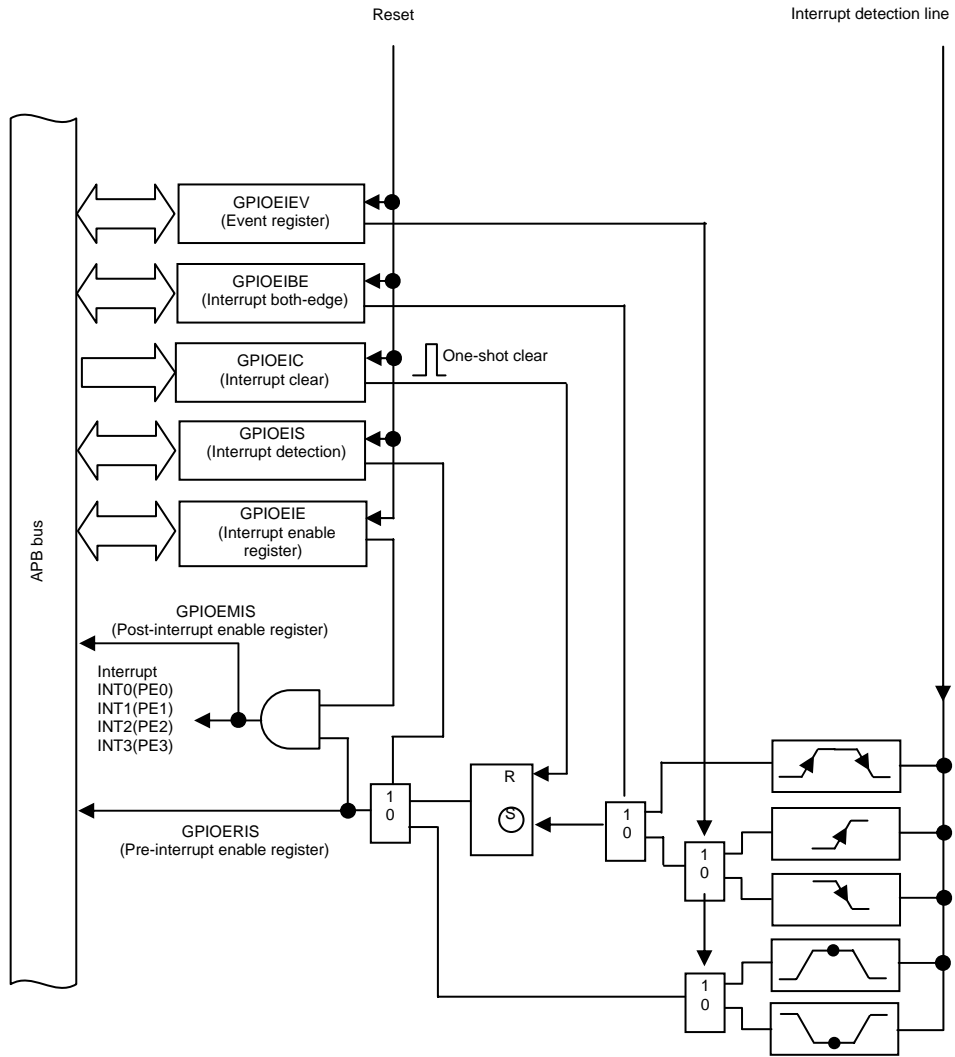 Reset
Interrupt detection line
GPIOEIEV
(Event register)
GPIOEIBE
(Interrupt both-edge)
GPIOEIC
(Interrupt clear)
One-shot clear
GPIOEIS
(Interrupt detection)
GPIOEIE
(Interrupt enable
register)
APB bus
GPIOEMIS
(Post-interrupt enable register)
Interrupt
INT0(PE0)
INT1(PE1)
INT2(PE2)
INT3(PE3)
GPIOERIS
(Pre-interrupt enable register)
1
0
R
S
1
0
1
0
1
0